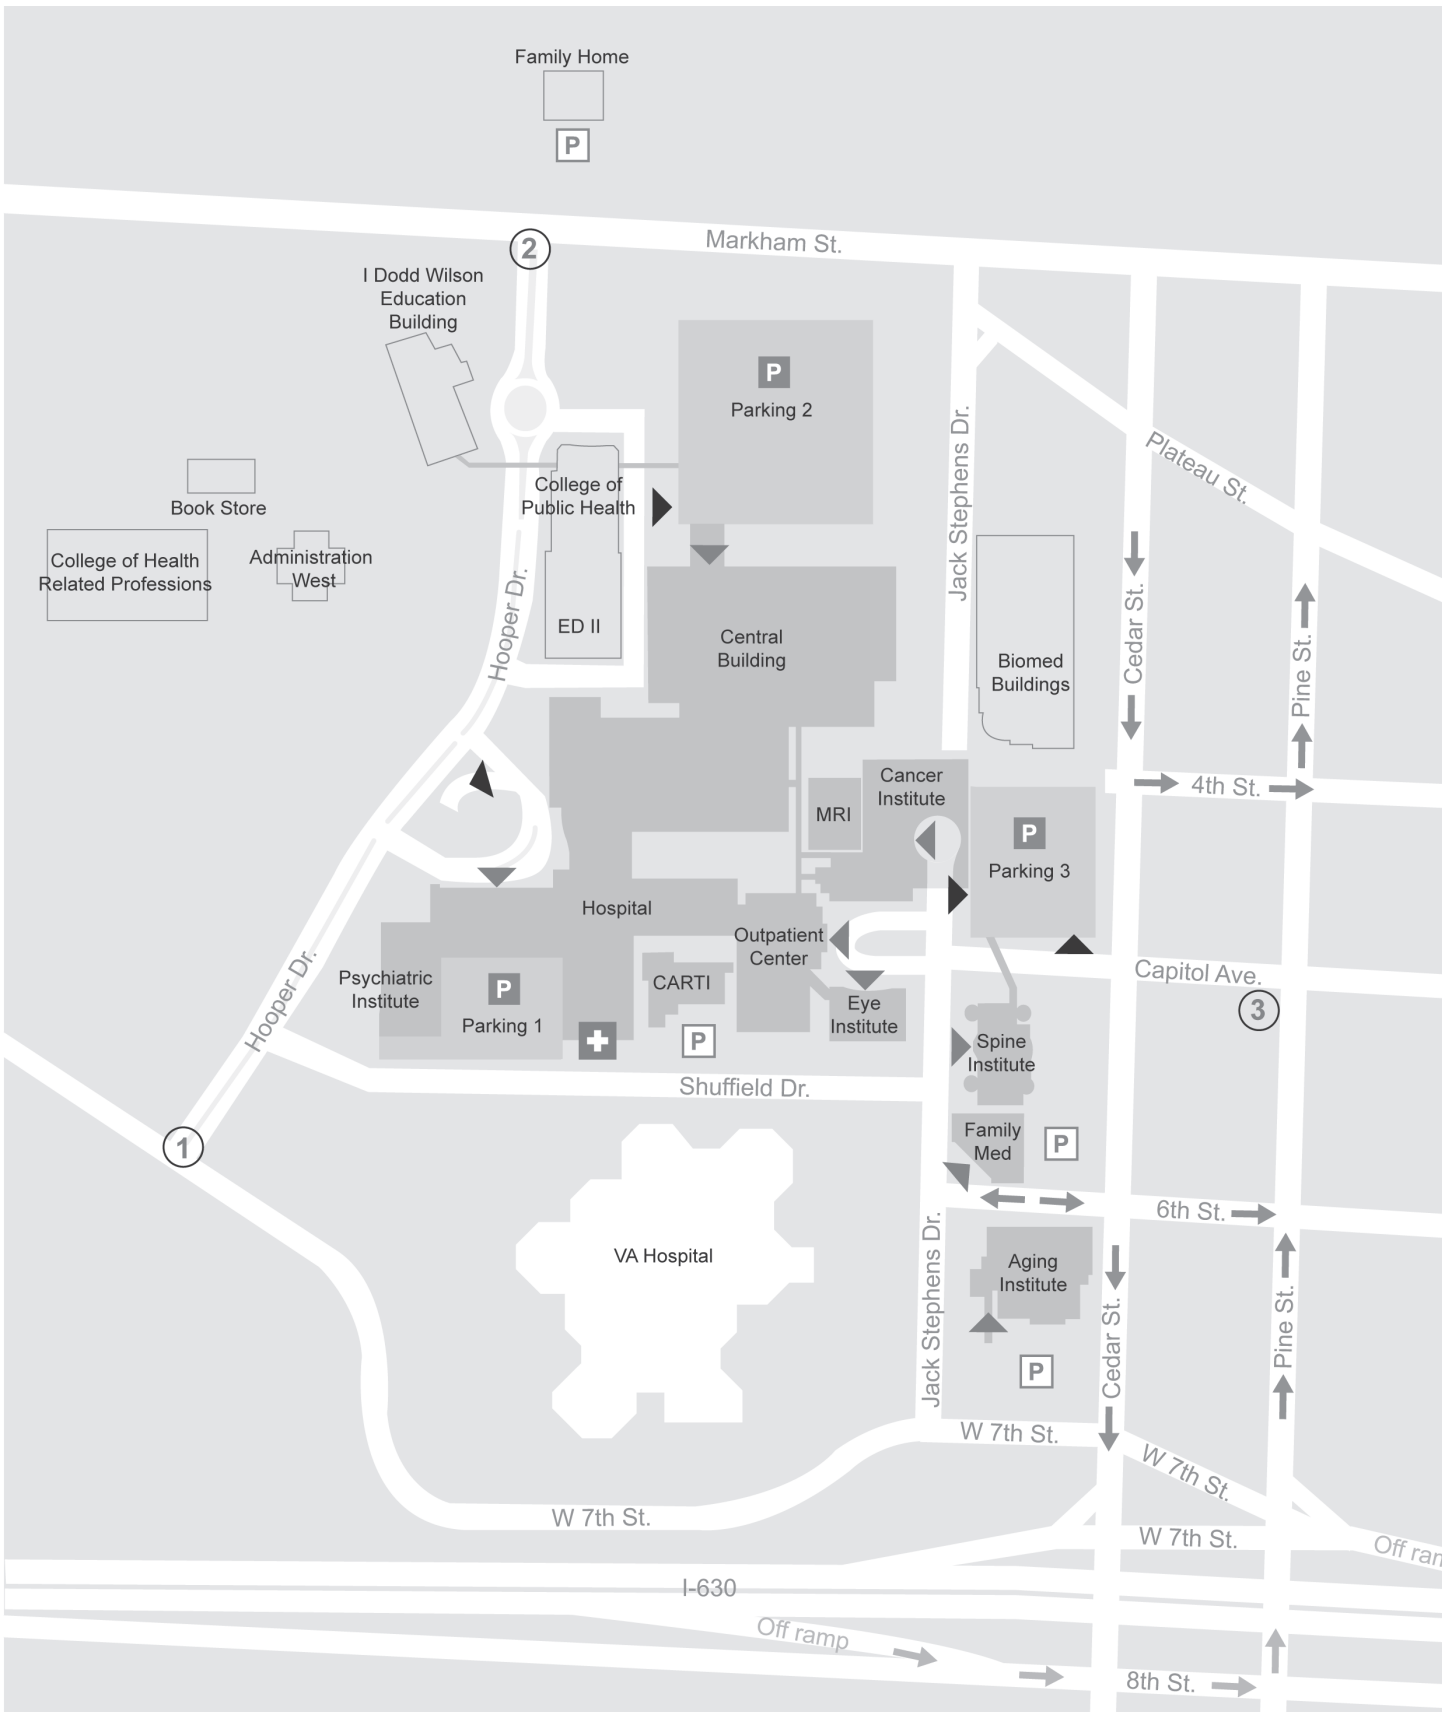 Family Home
P
Markham St.
2
I Dodd Wilson
Education
Building
P
Parking 2
Jack Stephens Dr.
Plateau St.
College of
Public Health
Book Store
College of Health
Related Professions
Administration
West
Hooper Dr.
ED II
Central
Building
Biomed
Buildings
Cedar St.
Pine St.
4th St.
Cancer
Institute
MRI
P
Parking 3
Hospital
Outpatient
Center
Psychiatric
Institute
P
Parking 1
CARTI
P
Eye
Institute
Capitol Ave.
3
Spine
Institute
Hooper Dr.
Shuffield Dr.
1
Family
Med
P
6th St.
VA Hospital
Jack Stephens Dr.
Aging
Institute
P
Cedar St.
Pine St.
W 7th St.
W 7th St.
W 7th St.
W 7th St.
Off ram
I-630
Off ramp
8th St.